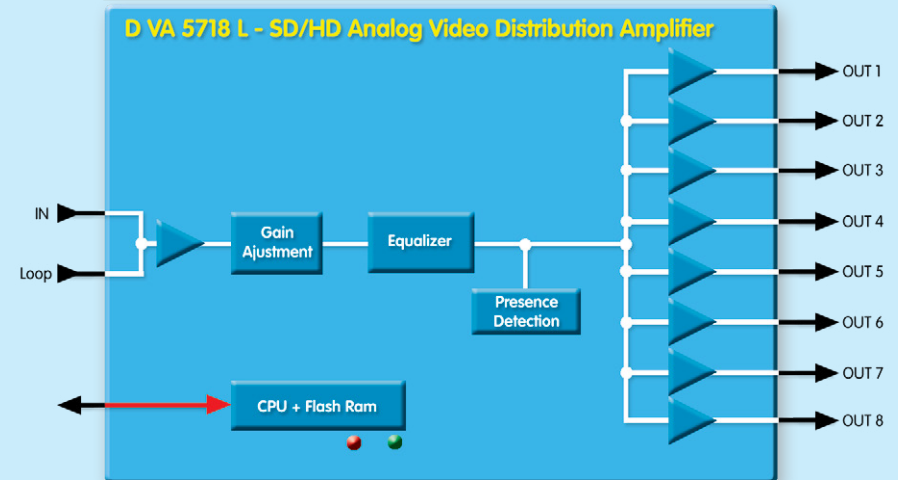 D VA 5718 L - SD/HD Analog Video Distribution Amplifier
OUT 1
OUT 2
OUT 3
IN
OUT 4
Gain
Ajustment
Equalizer
Loop
OUT 5
Presence
Detection
OUT 6
OUT 7
CPU + Flash Ram
OUT 8